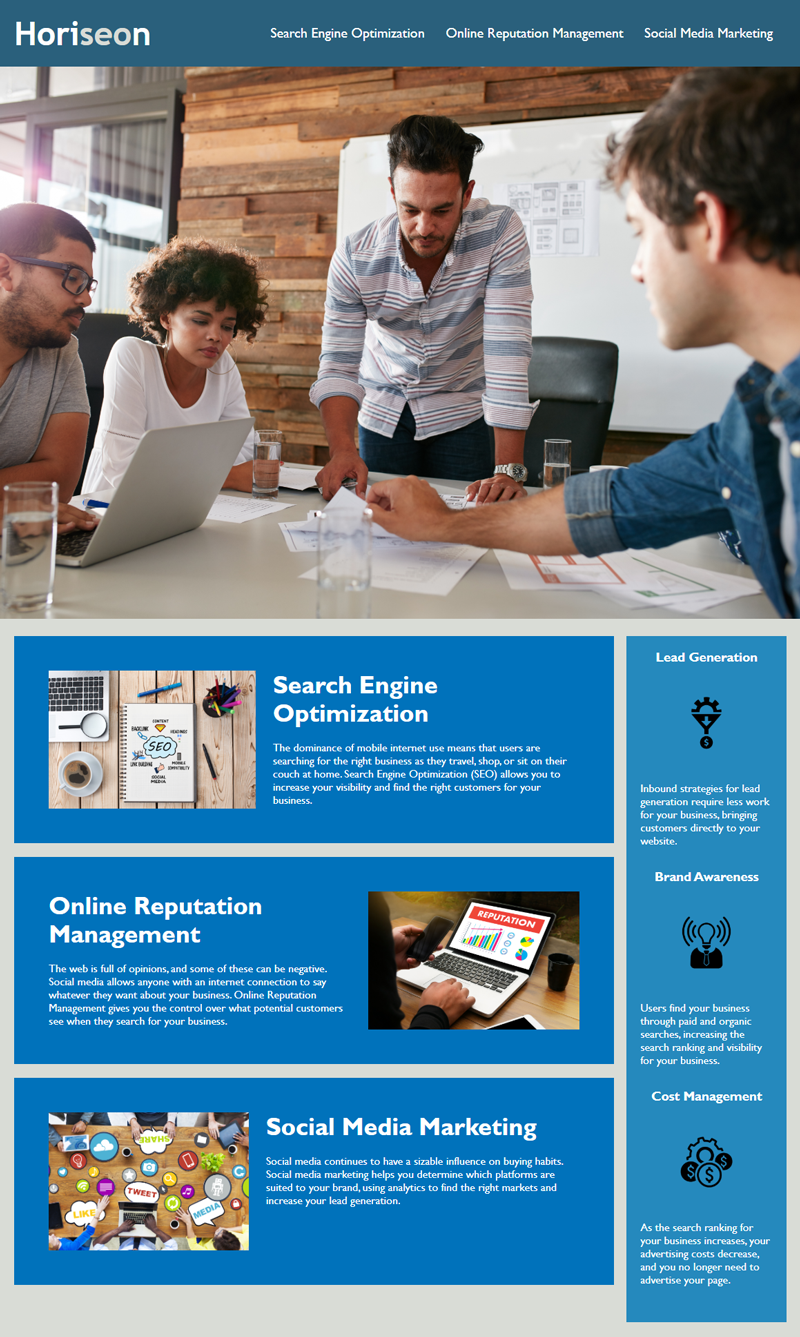 Horiseon
Search Engine Optimization
Online Reputation Management
Social Media Marketing
CONTENT
BACKLINK
KEYWORDS
SEO
LINK BUILDING
MOBILE
COMPATIBILITY
SOCIAL
MEDIA
Search Engine
Optimization
The dominance of mobile internet use means that users are
searching for the right business as they travel, shop, or sit on their
couch at home. Search Engine Optimization (SEO) allows you to
increase your visibility and find the right customers for your
business.
Online Reputation
Management
The web is full of opinions, and some of these can be negative.
Social media allows anyone with an internet connection to say
whatever they want about your business. Online Reputation
Management gives you the control over what potential customers
see when they search for your business.
REPUTATION
SHARE
TWEET
LIKE
MEDIA
Social Media Marketing
Social media continues to have a sizable influence on buying habits.
Social media marketing helps you determine which platforms are
suited to your brand, using analytics to find the right markets and
increase your lead generation.
Lead Generation
$
Inbound strategies for lead
generation require less work
for your business, bringing
customers directly to your
website.
Brand Awareness
Users find your business
through paid and organic
searches, increasing the
search ranking and visibility
for your business.
Cost Management
$ $ $
As the search ranking for
your business increases, your
advertising costs decrease,
and you no longer need to
advertise your page.